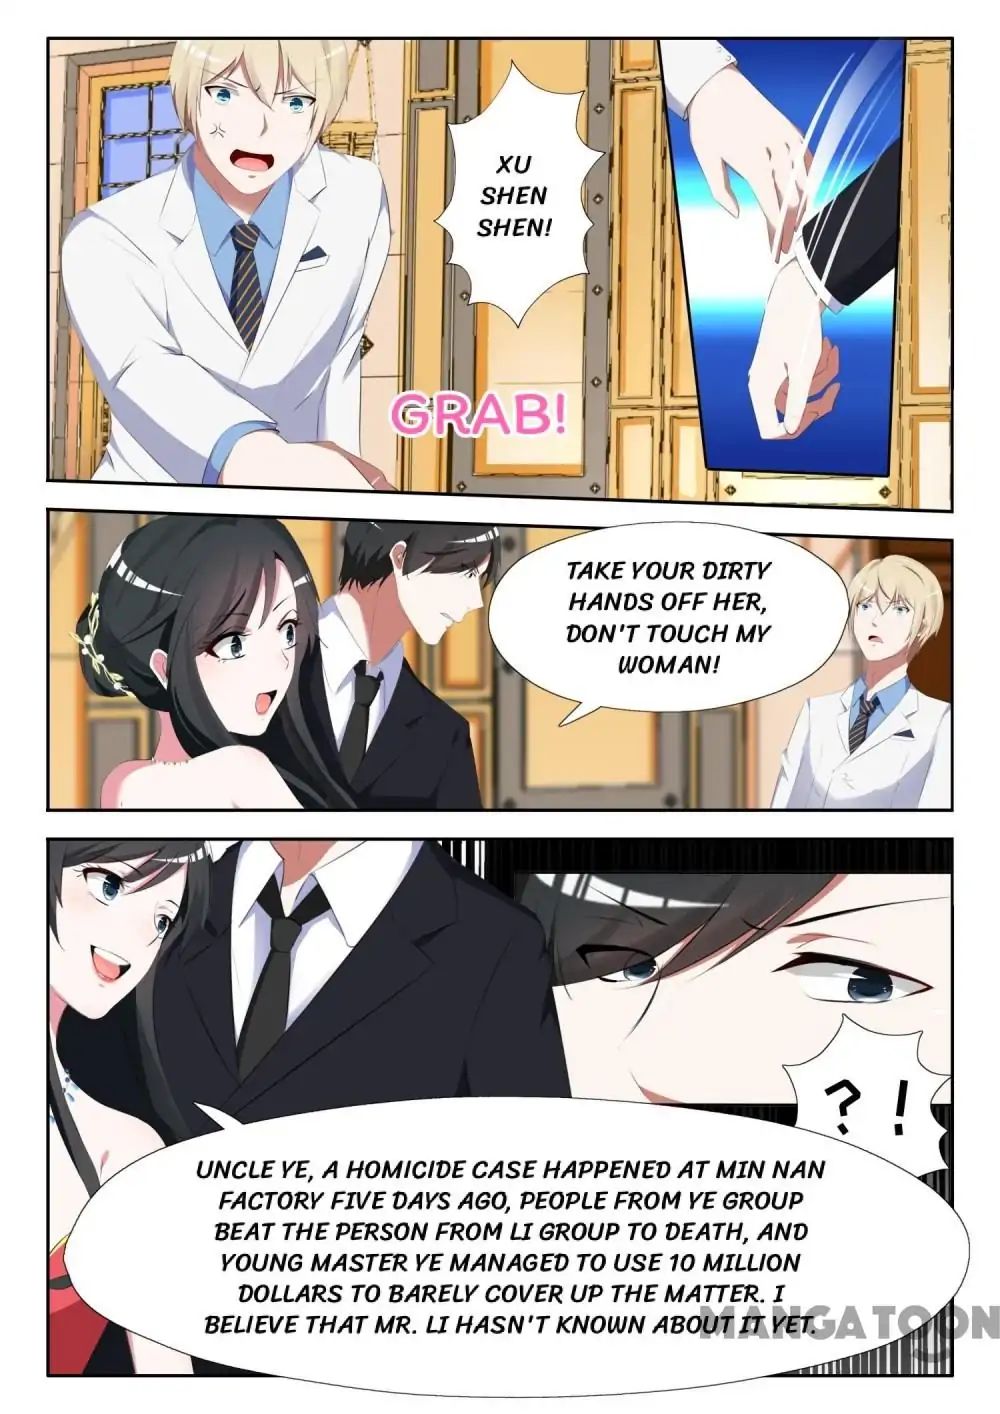 XU
SHEN
SHEN!
GRAB!
TAKE YOUR DIRTY
HANDS OFF HER,
DON'T TOUCH MY
WOMAN!
?!
UNCLE YE, A HOMICIDE CASE HAPPENED AT MIN NAN
FACTORY FIVE DAYS AGO, PEOPLE FROM YE GROUP
BEAT THE PERSON FROM LI GROUP TO DEATH, AND
YOUNG MASTER YE MANAGED TO USE 10 MILLION
DOLLARS TO BARELY COVER UP THE MATTER. I
BELIEVE THAT MR. LI HASN'T KNOWN ABOUT IT YET.
MANGATOON